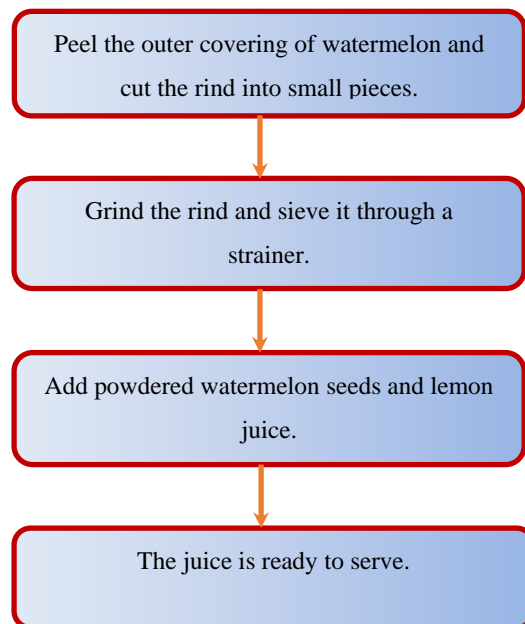 Peel the outer covering of watermelon and
cut the rind into small pieces.
Grind the rind and sieve it through a
strainer.
Add powdered watermelon seeds and lemon
juice.
The juice is ready to serve.